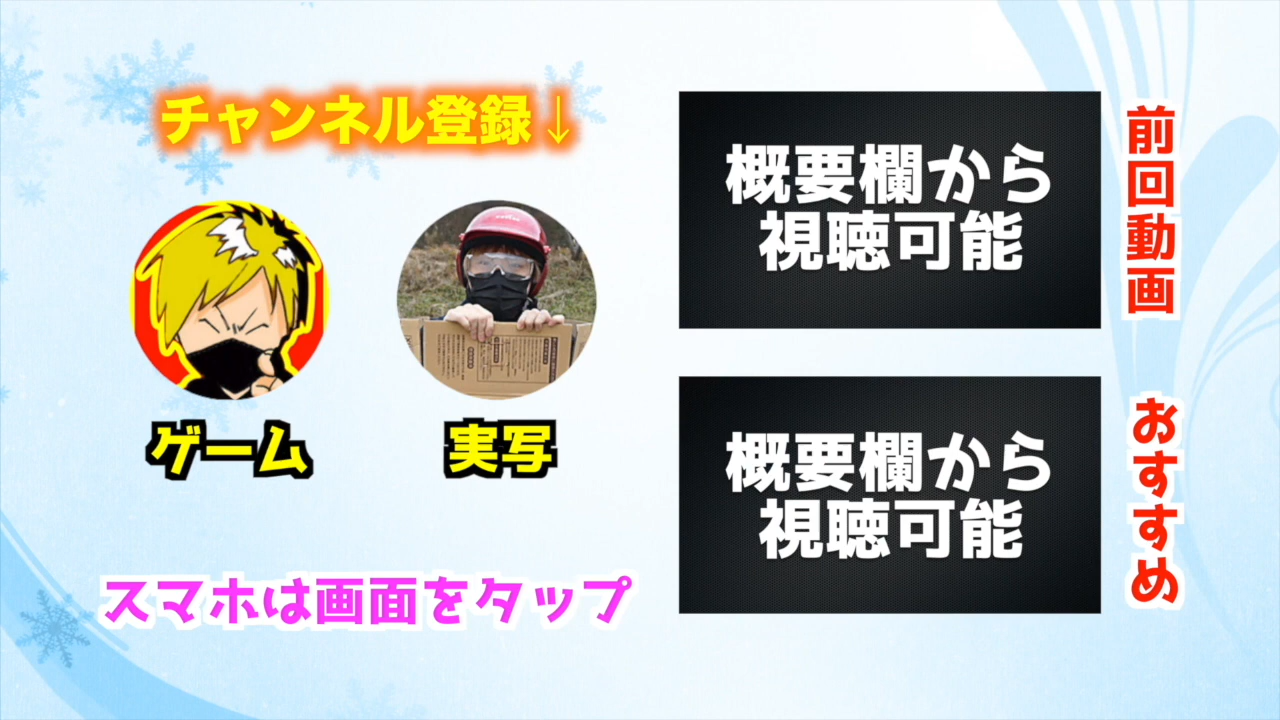 チャンネル登録↓
ゲーム
実写
スマホは画面をタップ
概要欄から
視聴可能
前回動画
概要欄から
視聴可能
おすすめ